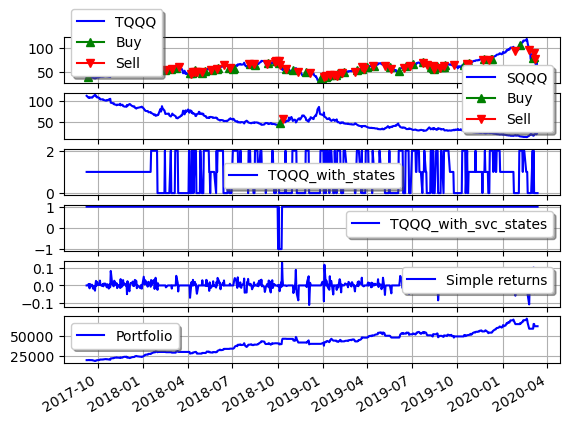 TQQQ
Buy
Sell
100
50
SQQQ
Buy
Sell
100
50
2
0
TQQQ_with_states
1
0
−1
TQQQ_with_svc_states
0.1
0.0
−0.1
Simple returns
50000
25000
Portfolio
2017-10
2018-01
2018-04
2018-07
2018-10
2019-01
2019-04
2019-07
2019-10
2020-01
2020-04